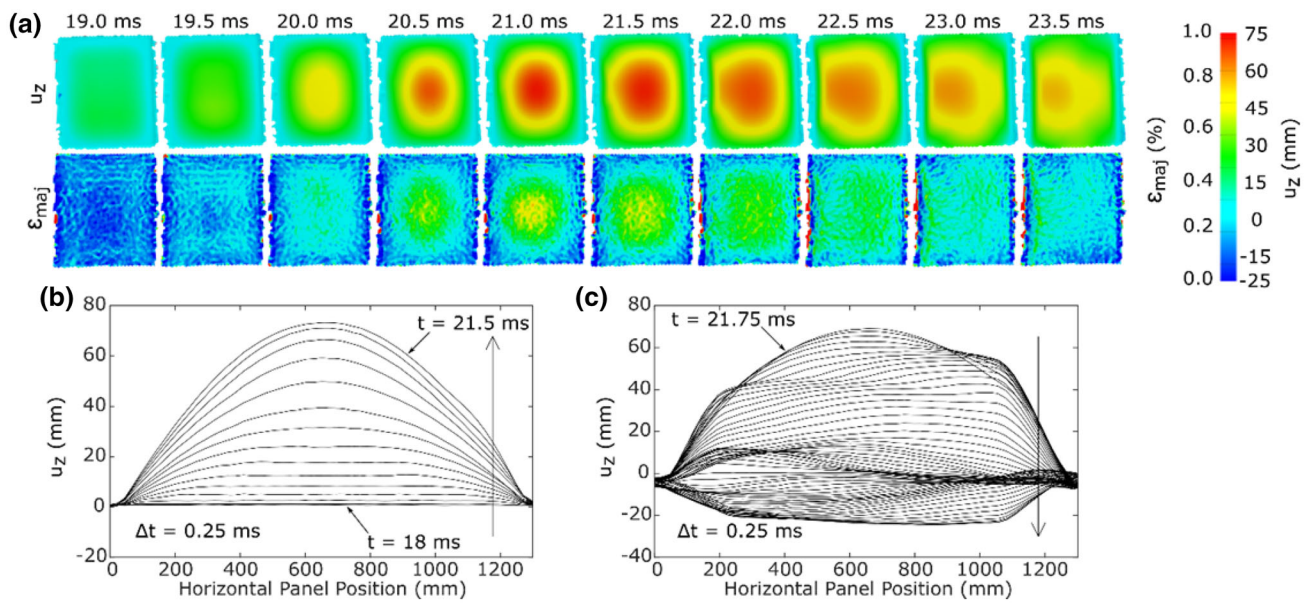 (a) 19.0 ms 19.5 ms 20.0 ms 20.5 ms 21.0 ms 21.5 ms 22.0 ms 22.5 ms 23.0 ms 23.5 ms
uz
εmaj
1.0 75
60
0.8
45
0.6
30
0.4 15
0.2 0
-15
0.0 -25
εmaj (%)
uz (mm)
(b)
80
60
40
20
0
-20
uz (mm)
t = 21.5 ms
t = 18 ms
Δt = 0.25 ms
0 200 400 600 800 1000 1200
Horizontal Panel Position (mm)
(c)
80
60
40
20
0
-20
-40
uz (mm)
t = 21.75 ms
Δt = 0.25 ms
0 200 400 600 800 1000 1200
Horizontal Panel Position (mm)